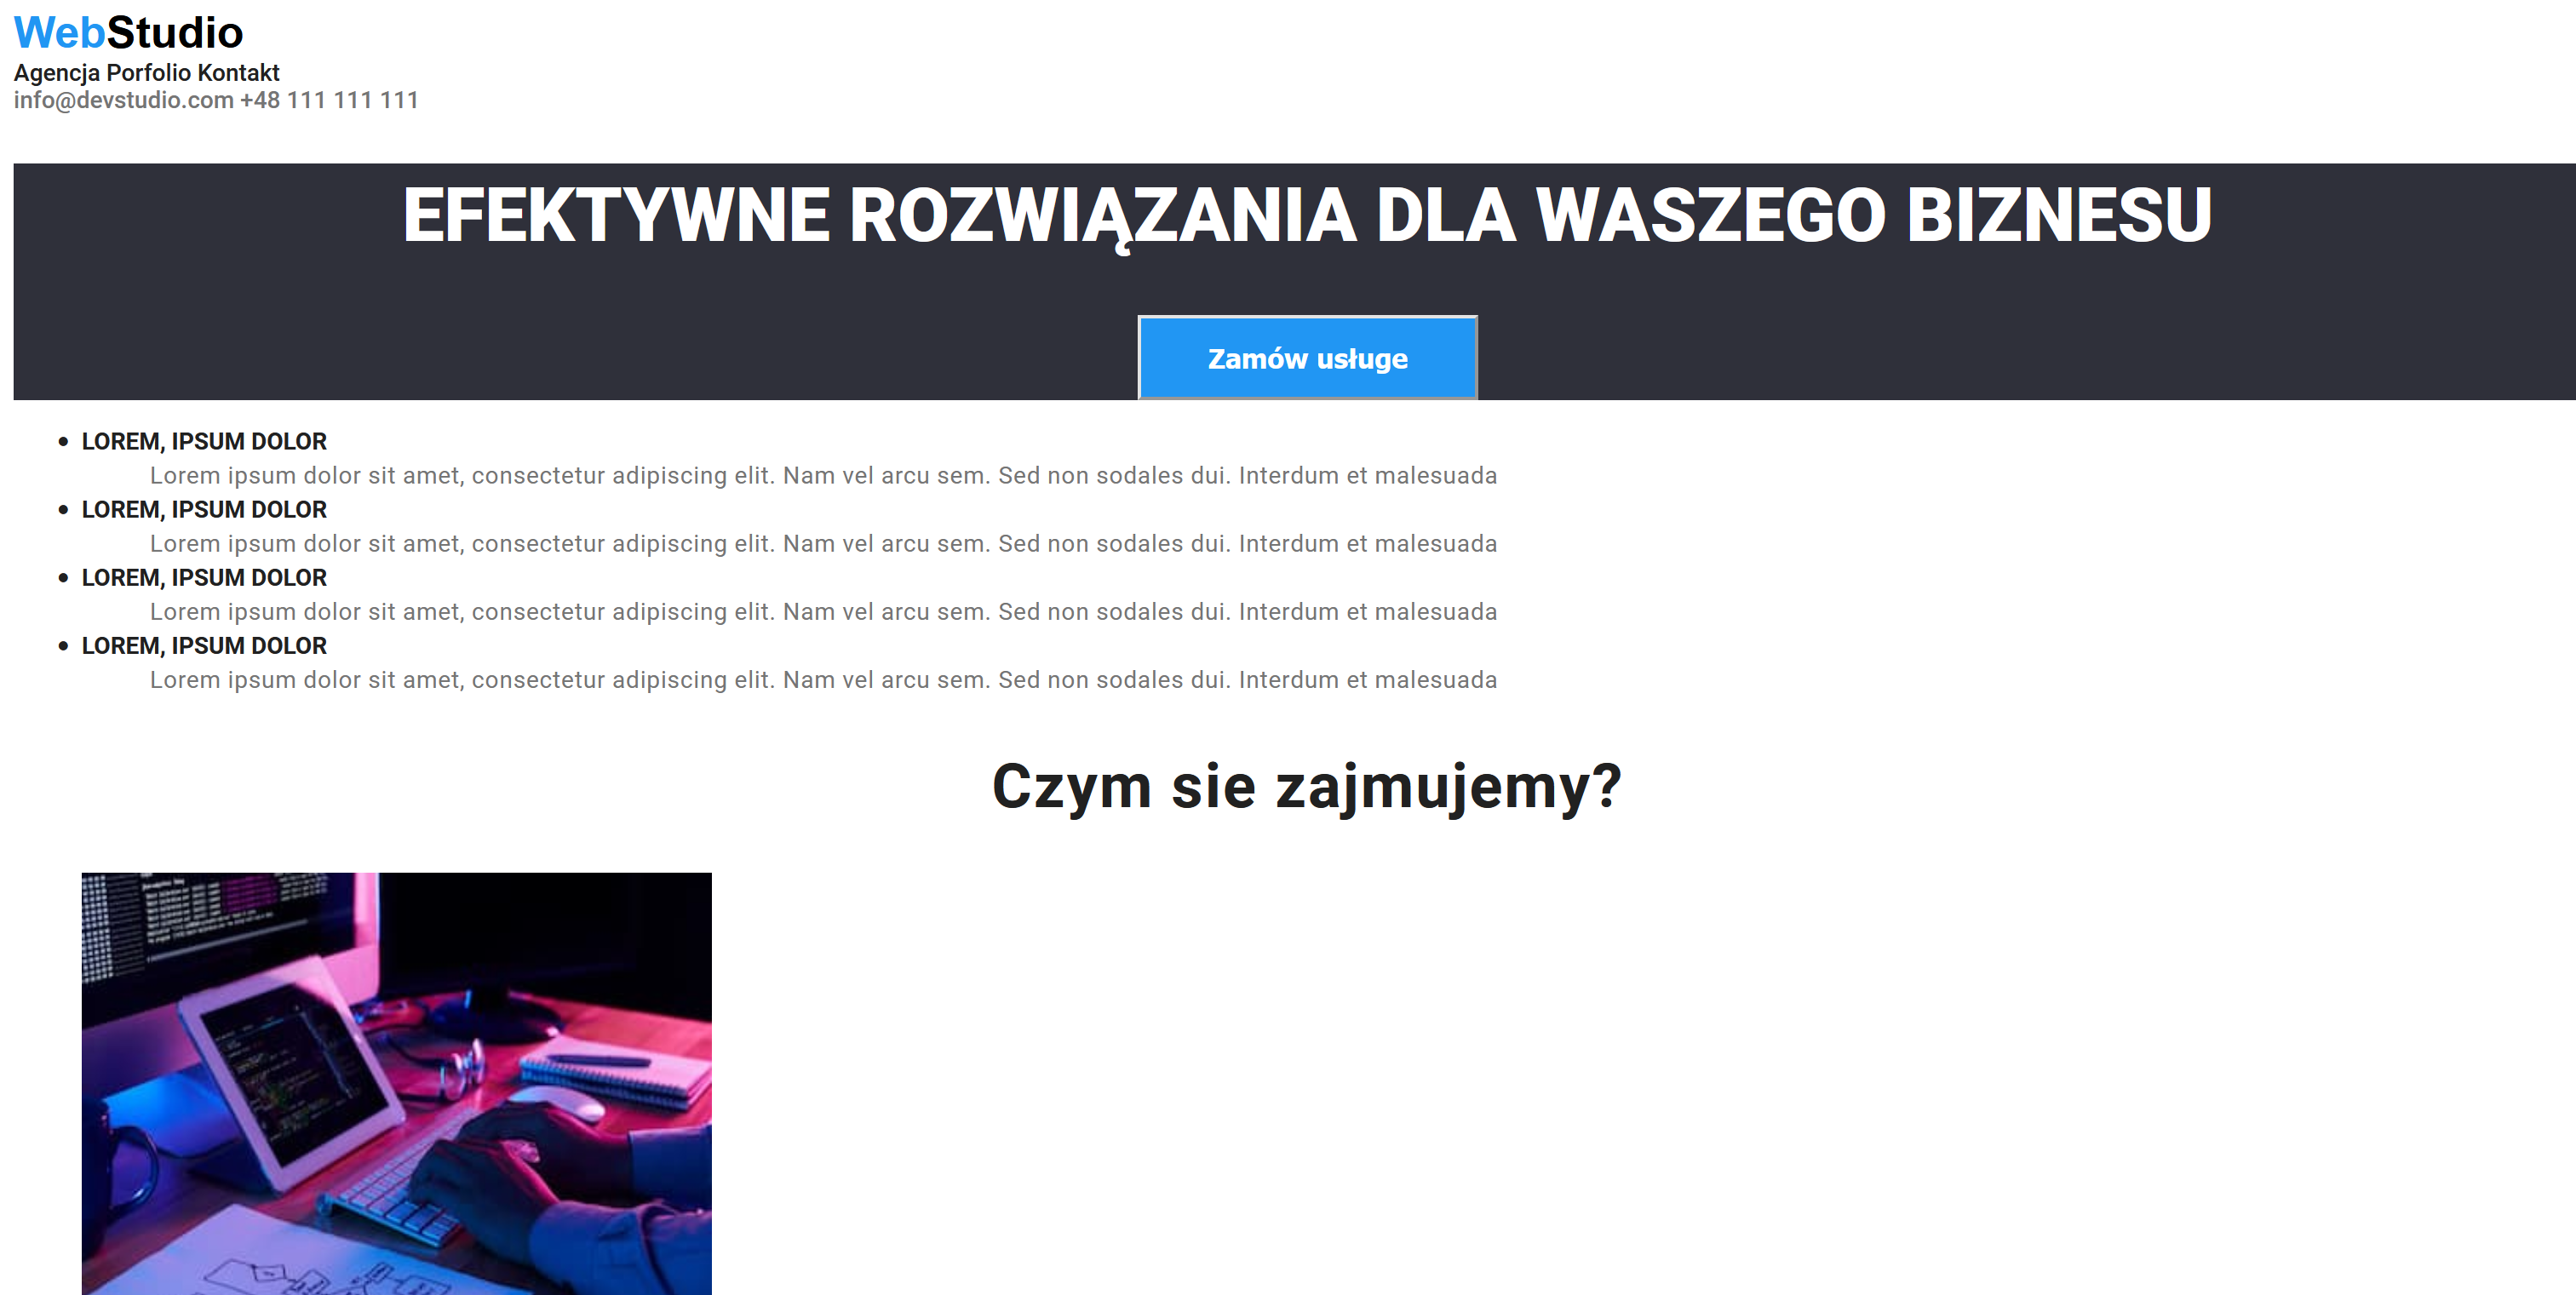 WebStudio
Agencja Porfolio Kontakt
info@devstudio.com +48 111 111 111
EFEKTYWNE ROZWIĄZANIA DLA WASZEGO BIZNESU
Zamów usługe
LOREM, IPSUM DOLOR
Lorem ipsum dolor sit amet, consectetur adipiscing elit. Nam vel arcu sem. Sed non sodales dui. Interdum et malesuada
LOREM, IPSUM DOLOR
Lorem ipsum dolor sit amet, consectetur adipiscing elit. Nam vel arcu sem. Sed non sodales dui. Interdum et malesuada
LOREM, IPSUM DOLOR
Lorem ipsum dolor sit amet, consectetur adipiscing elit. Nam vel arcu sem. Sed non sodales dui. Interdum et malesuada
LOREM, IPSUM DOLOR
Lorem ipsum dolor sit amet, consectetur adipiscing elit. Nam vel arcu sem. Sed non sodales dui. Interdum et malesuada
Czym sie zajmujemy?